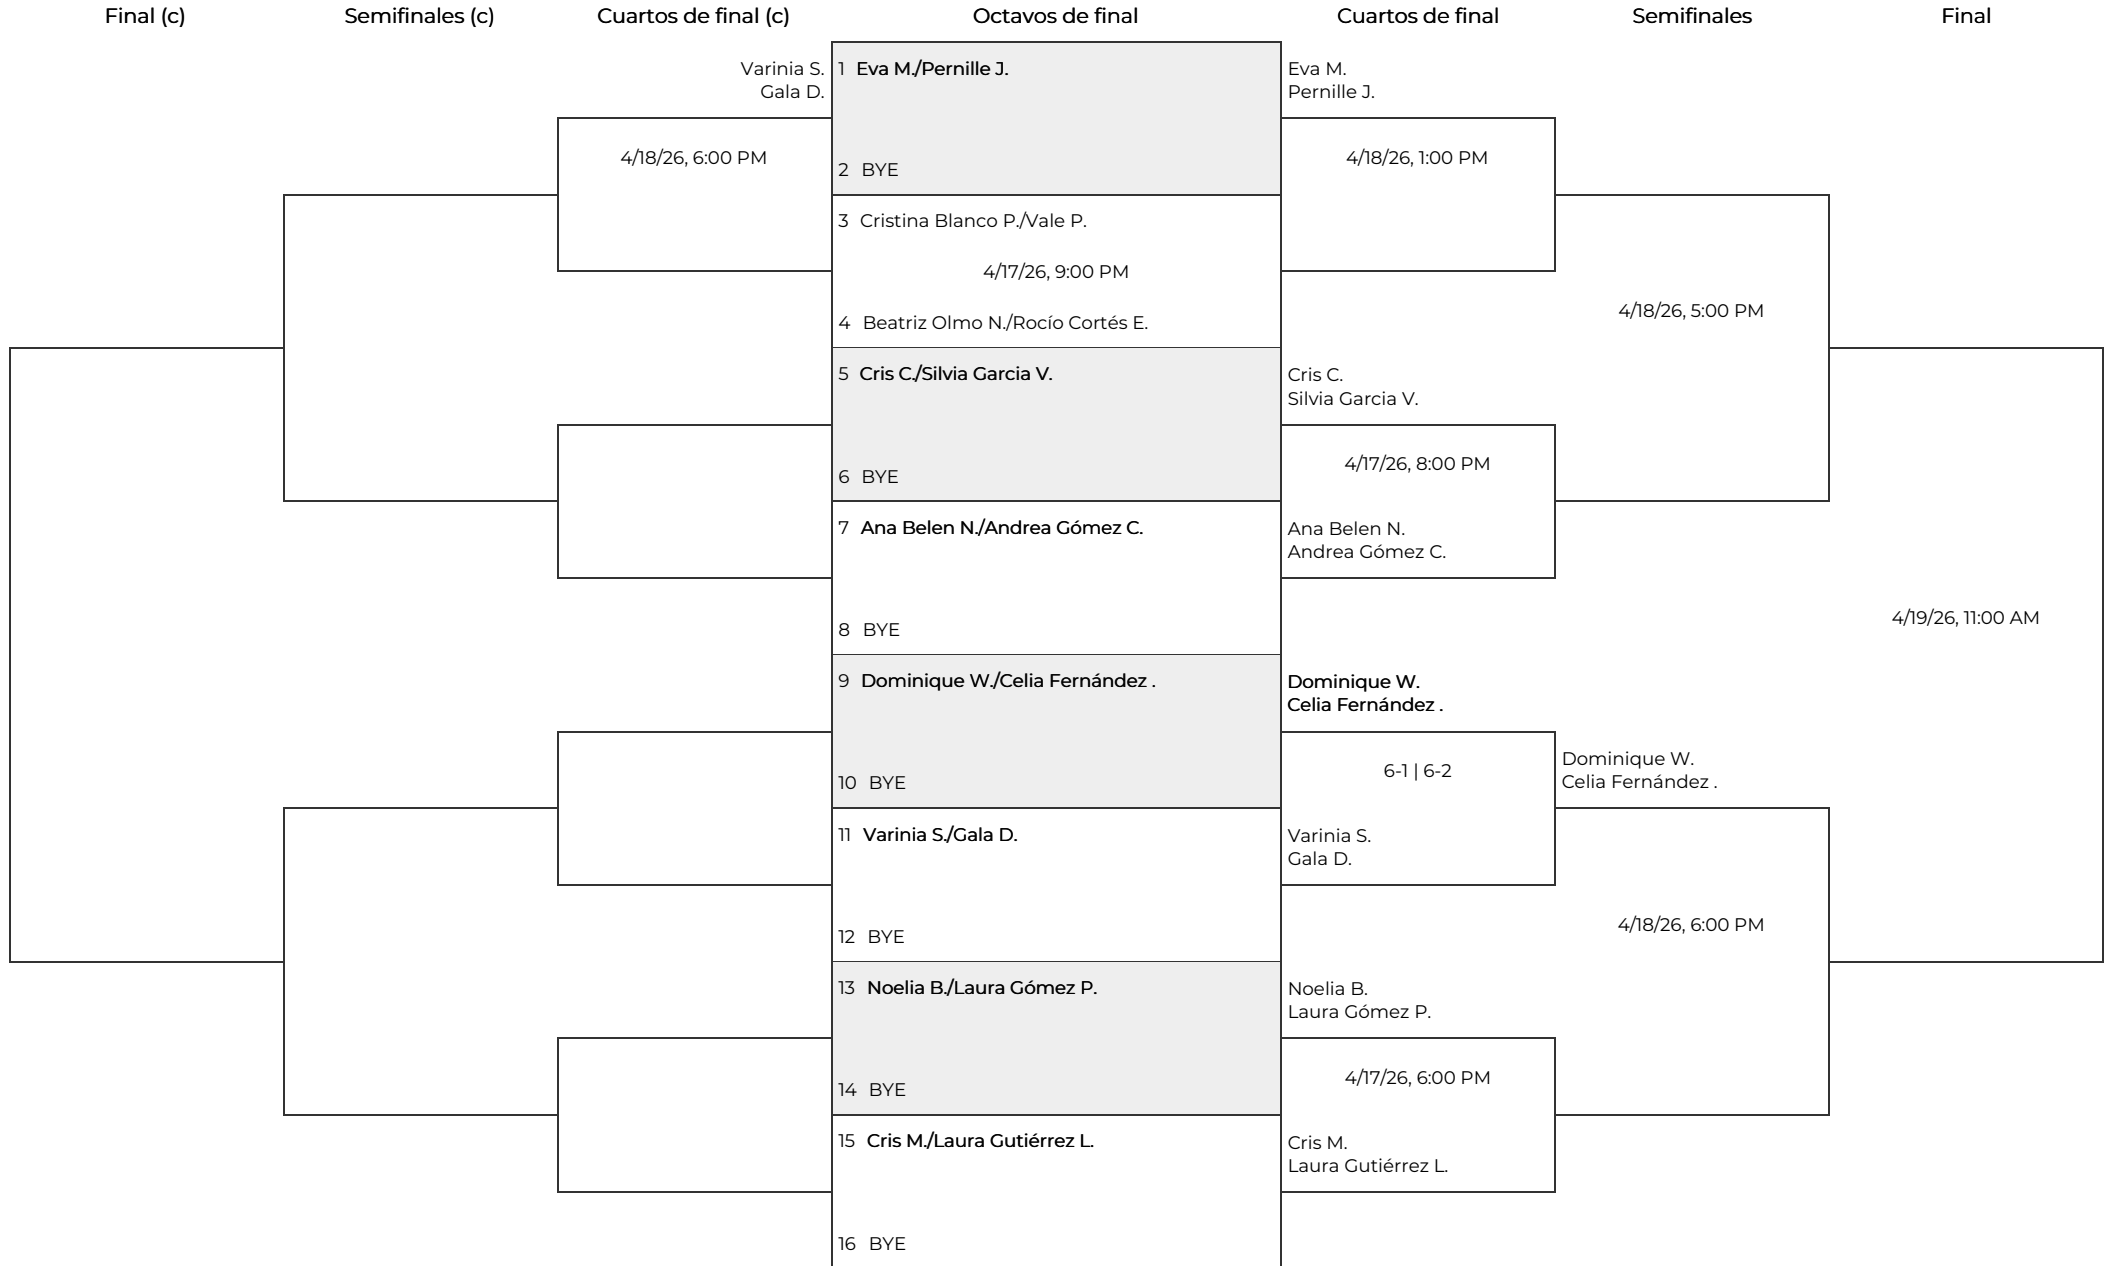 Final (c)
Semifinales (c)
Cuartos de final (c)
Octavos de final
Cuartos de final
Semifinales
Final
Varinia S.
Gala D.
4/18/26, 6:00 PM
1 Eva M./Pernille J.
2 BYE
3 Cristina Blanco P./Vale P.
4/17/26, 9:00 PM
4 Beatriz Olmo N./Rocío Cortés E.
5 Cris C./Silvia Garcia V.
6 BYE
7 Ana Belen N./Andrea Gómez C.
8 BYE
9 Dominique W./Celia Fernández .
10 BYE
11 Varinia S./Gala D.
12 BYE
13 Noelia B./Laura Gómez P.
14 BYE
15 Cris M./Laura Gutiérrez L.
16 BYE
Eva M.
Pernille J.
4/18/26, 1:00 PM
Cris C.
Silvia Garcia V.
4/17/26, 8:00 PM
Ana Belen N.
Andrea Gómez C.
Dominique W.
Celia Fernández .
6-1 | 6-2
Varinia S.
Gala D.
Noelia B.
Laura Gómez P.
4/17/26, 6:00 PM
Cris M.
Laura Gutiérrez L.
4/18/26, 5:00 PM
Dominique W.
Celia Fernández .
4/18/26, 6:00 PM
4/19/26, 11:00 AM